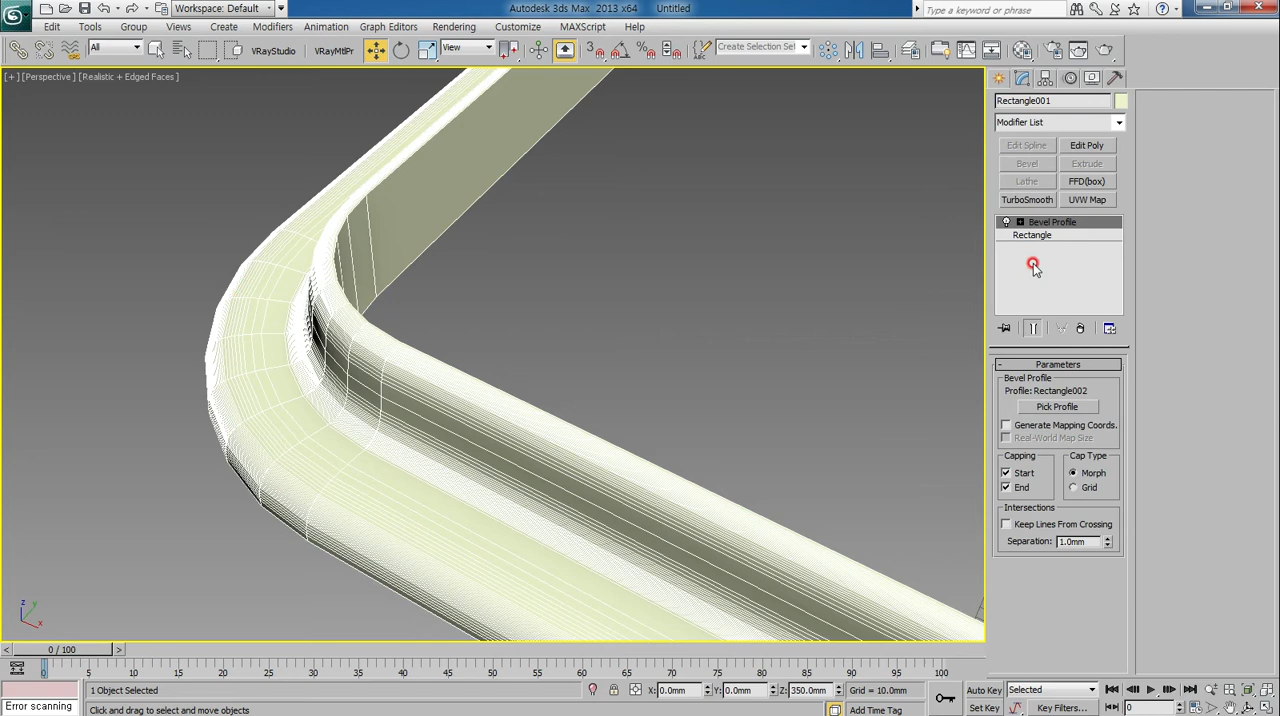 Workspace: Default
Autodesk 3ds Max 2013 x64
Untitled
Type a keyword or phrase
Edit Tools Group Views Create Modifiers Animation Graph Editors Rendering Customize MAXScript Help
All
VRayStudio
VRayMtlPr
View
Create Selection Set
[+] [Perspective] [Realistic + Edged Faces]
Rectangle001
Modifier List
Edit Spline
Edit Poly
Bevel
Extrude
Lathe
FFD(box)
TurboSmooth
UVW Map
Bevel Profile
Rectangle
Parameters
Bevel Profile
Profile: Rectangle002
Pick Profile
Generate Mapping Coords.
Real-World Map Size
Capping
Cap Type
Start
Morph
End
Grid
Intersections
Keep Lines From Crossing
Separation: 1.0mm
z
y
x
0 / 100
0 5 10 15 20 25 30 35 40 45 50 55 60 65 70 75 80 85 90 95 100
1 Object Selected
X: 0.0mm
Y: 0.0mm
Z: 350.0mm
Grid = 10.0mm
Auto Key
Selected
Error scanning
Click and drag to select and move objects
Add Time Tag
Set Key
Key Filters...
0